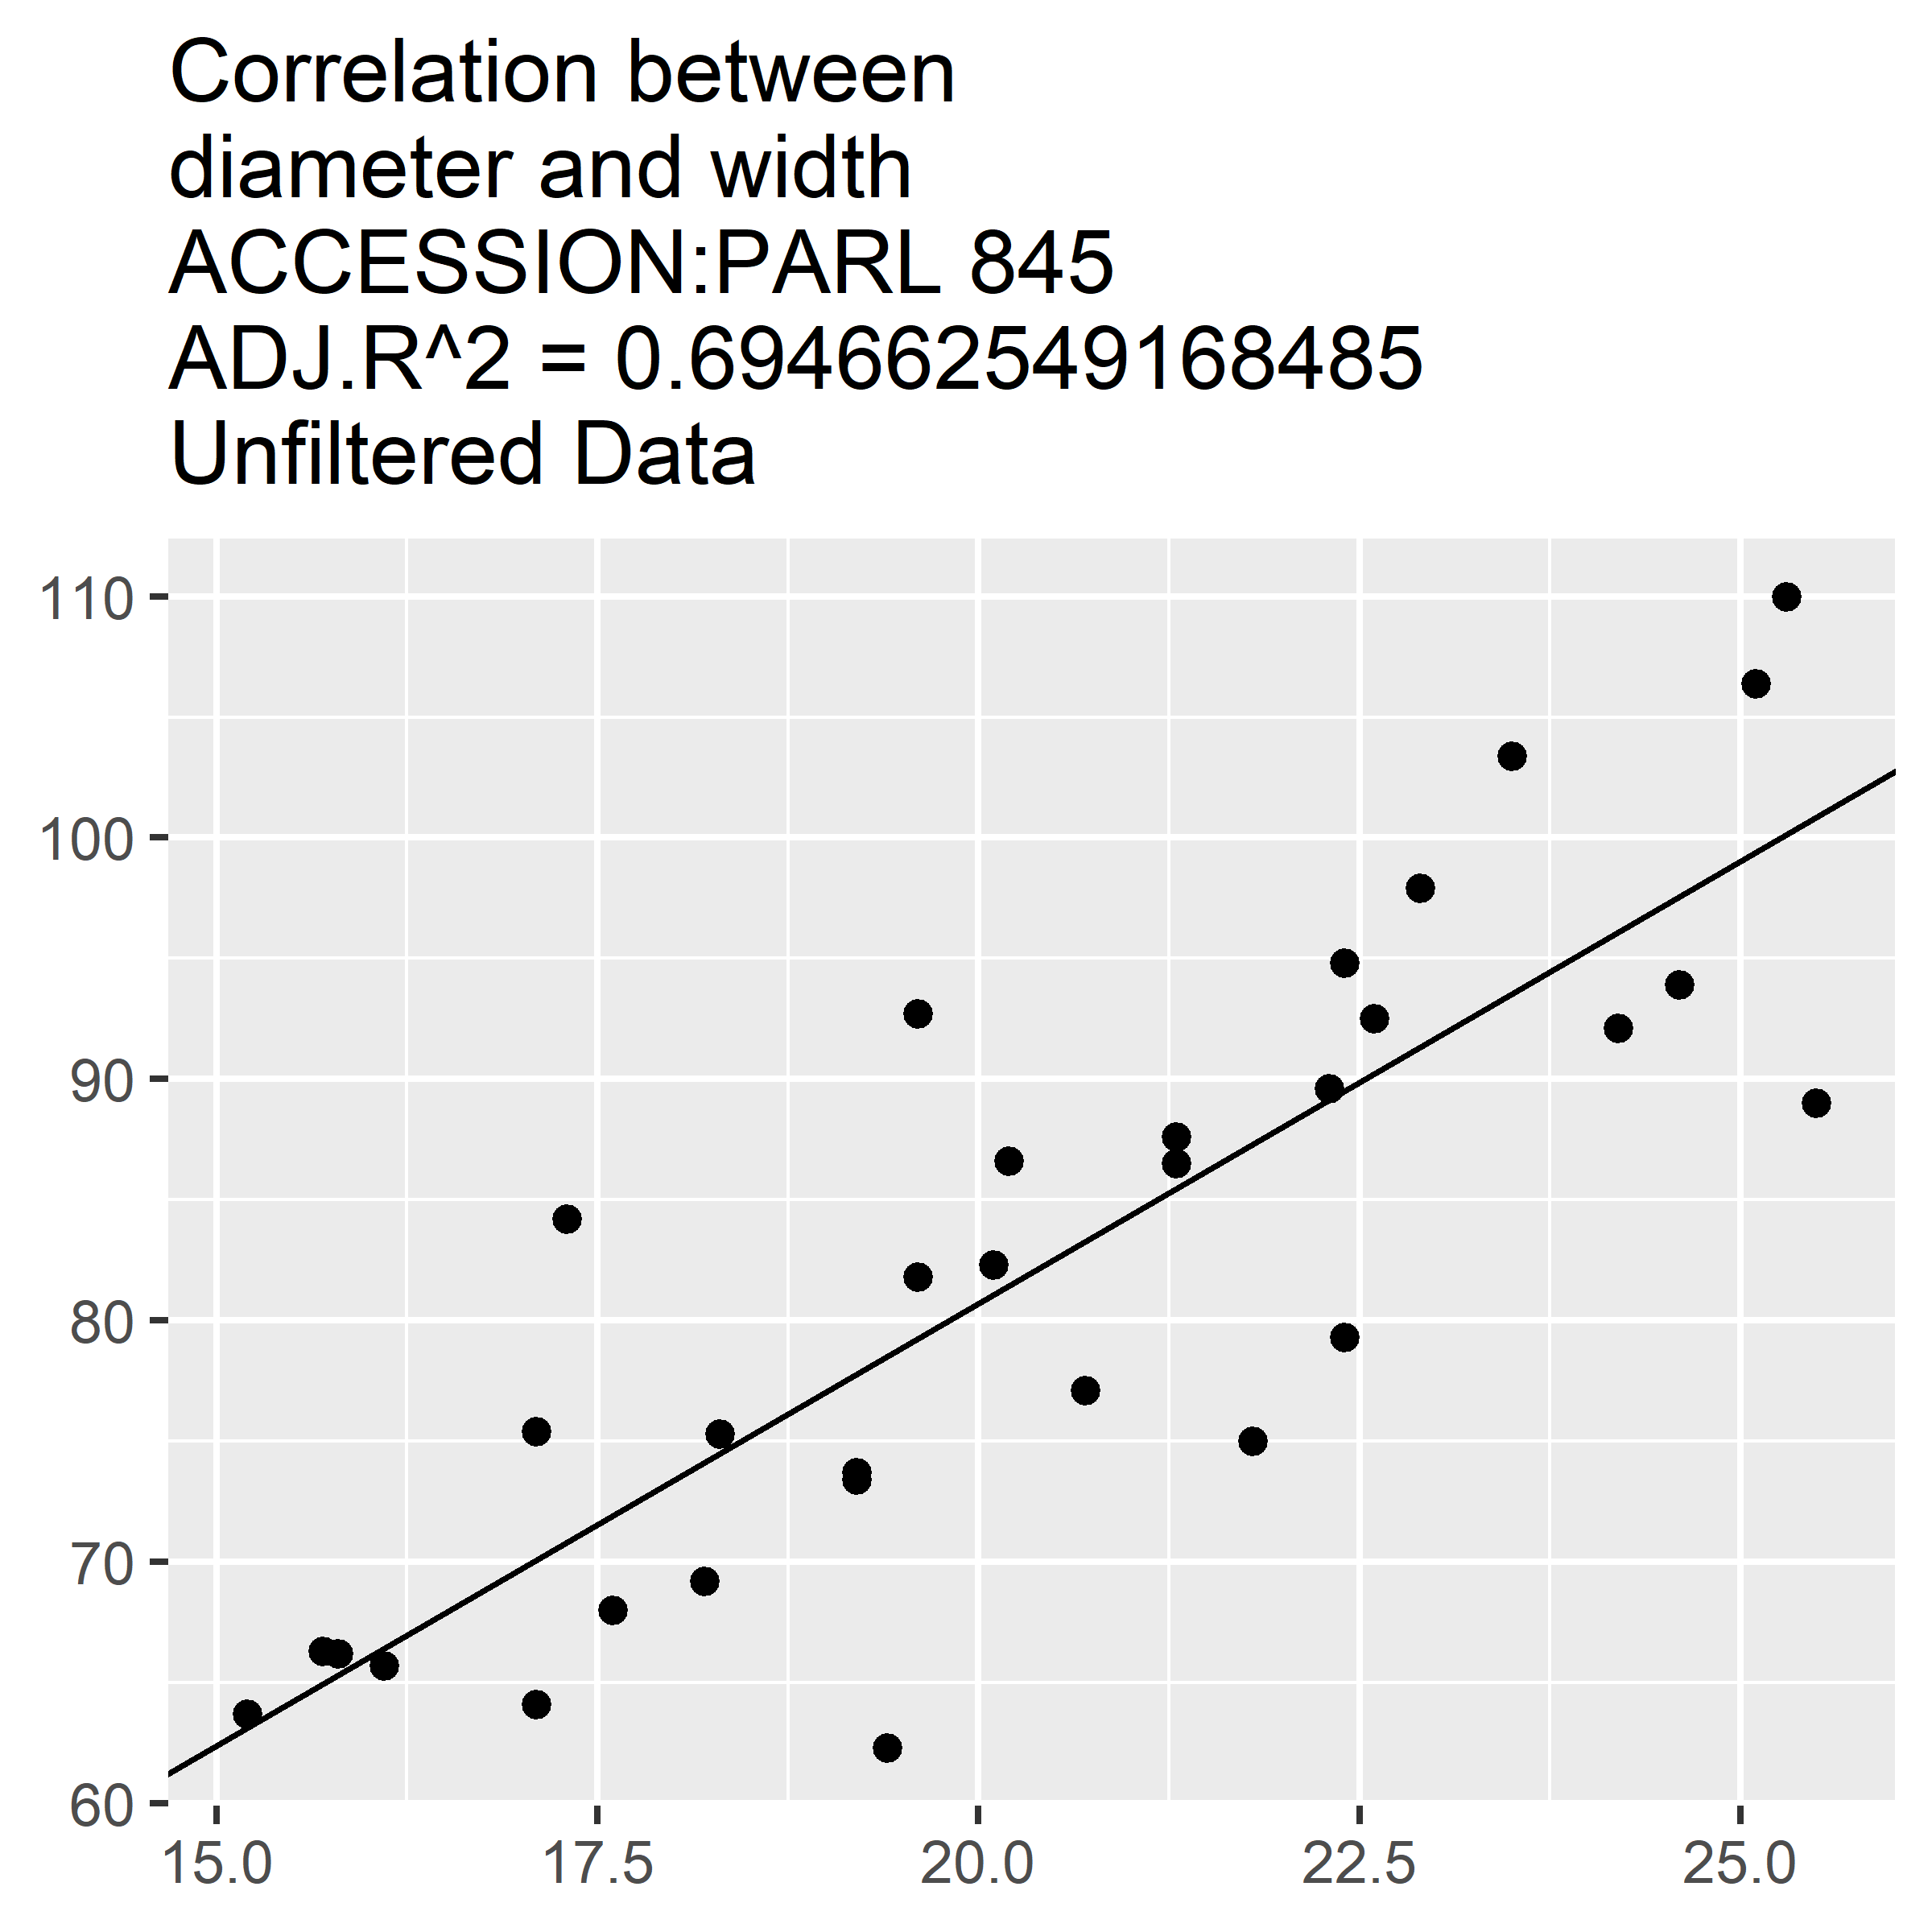 Correlation between
diameter and width
ACCESSION:PARL 845
ADJ.R^2 = 0.694662549168485
Unfiltered Data
110
100
90
80
70
60
15.0 17.5 20.0 22.5 25.0